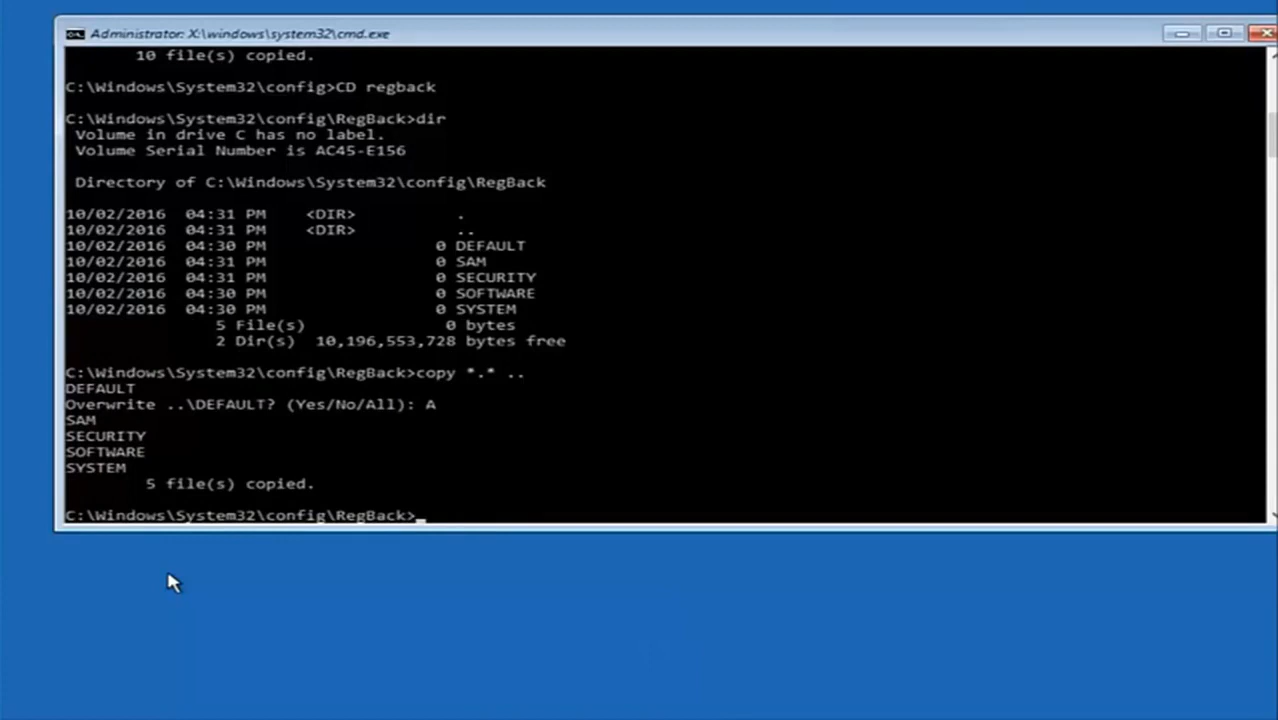 Administrator: X:\windows\system32\cmd.exe
10 file(s) copied.
C:\Windows\System32\config>CD regback
C:\Windows\System32\config\RegBack>dir
Volume in drive C has no label.
Volume Serial Number is AC45-E156
Directory of C:\Windows\System32\config\RegBack
10/02/2016 04:31 PM <DIR> .
10/02/2016 04:31 PM <DIR> ..
10/02/2016 04:30 PM 0 DEFAULT
10/02/2016 04:31 PM 0 SAM
10/02/2016 04:31 PM 0 SECURITY
10/02/2016 04:30 PM 0 SOFTWARE
10/02/2016 04:30 PM 0 SYSTEM
5 File(s) 0 bytes
2 Dir(s) 10,196,553,728 bytes free
C:\Windows\System32\config\RegBack>copy *.* ..
DEFAULT
Overwrite ..\DEFAULT? (Yes/No/All): A
SAM
SECURITY
SOFTWARE
SYSTEM
5 file(s) copied.
C:\Windows\System32\config\RegBack>_